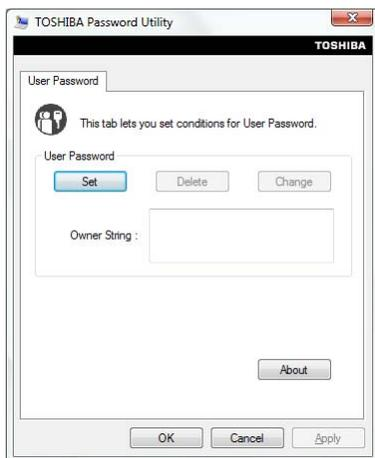 TOSHIBA Password Utility
TOSHIBA
User Password
This tab lets you set conditions for User Password.
User Password
Set Delete Change
Owner String :
About
OK Cancel Apply